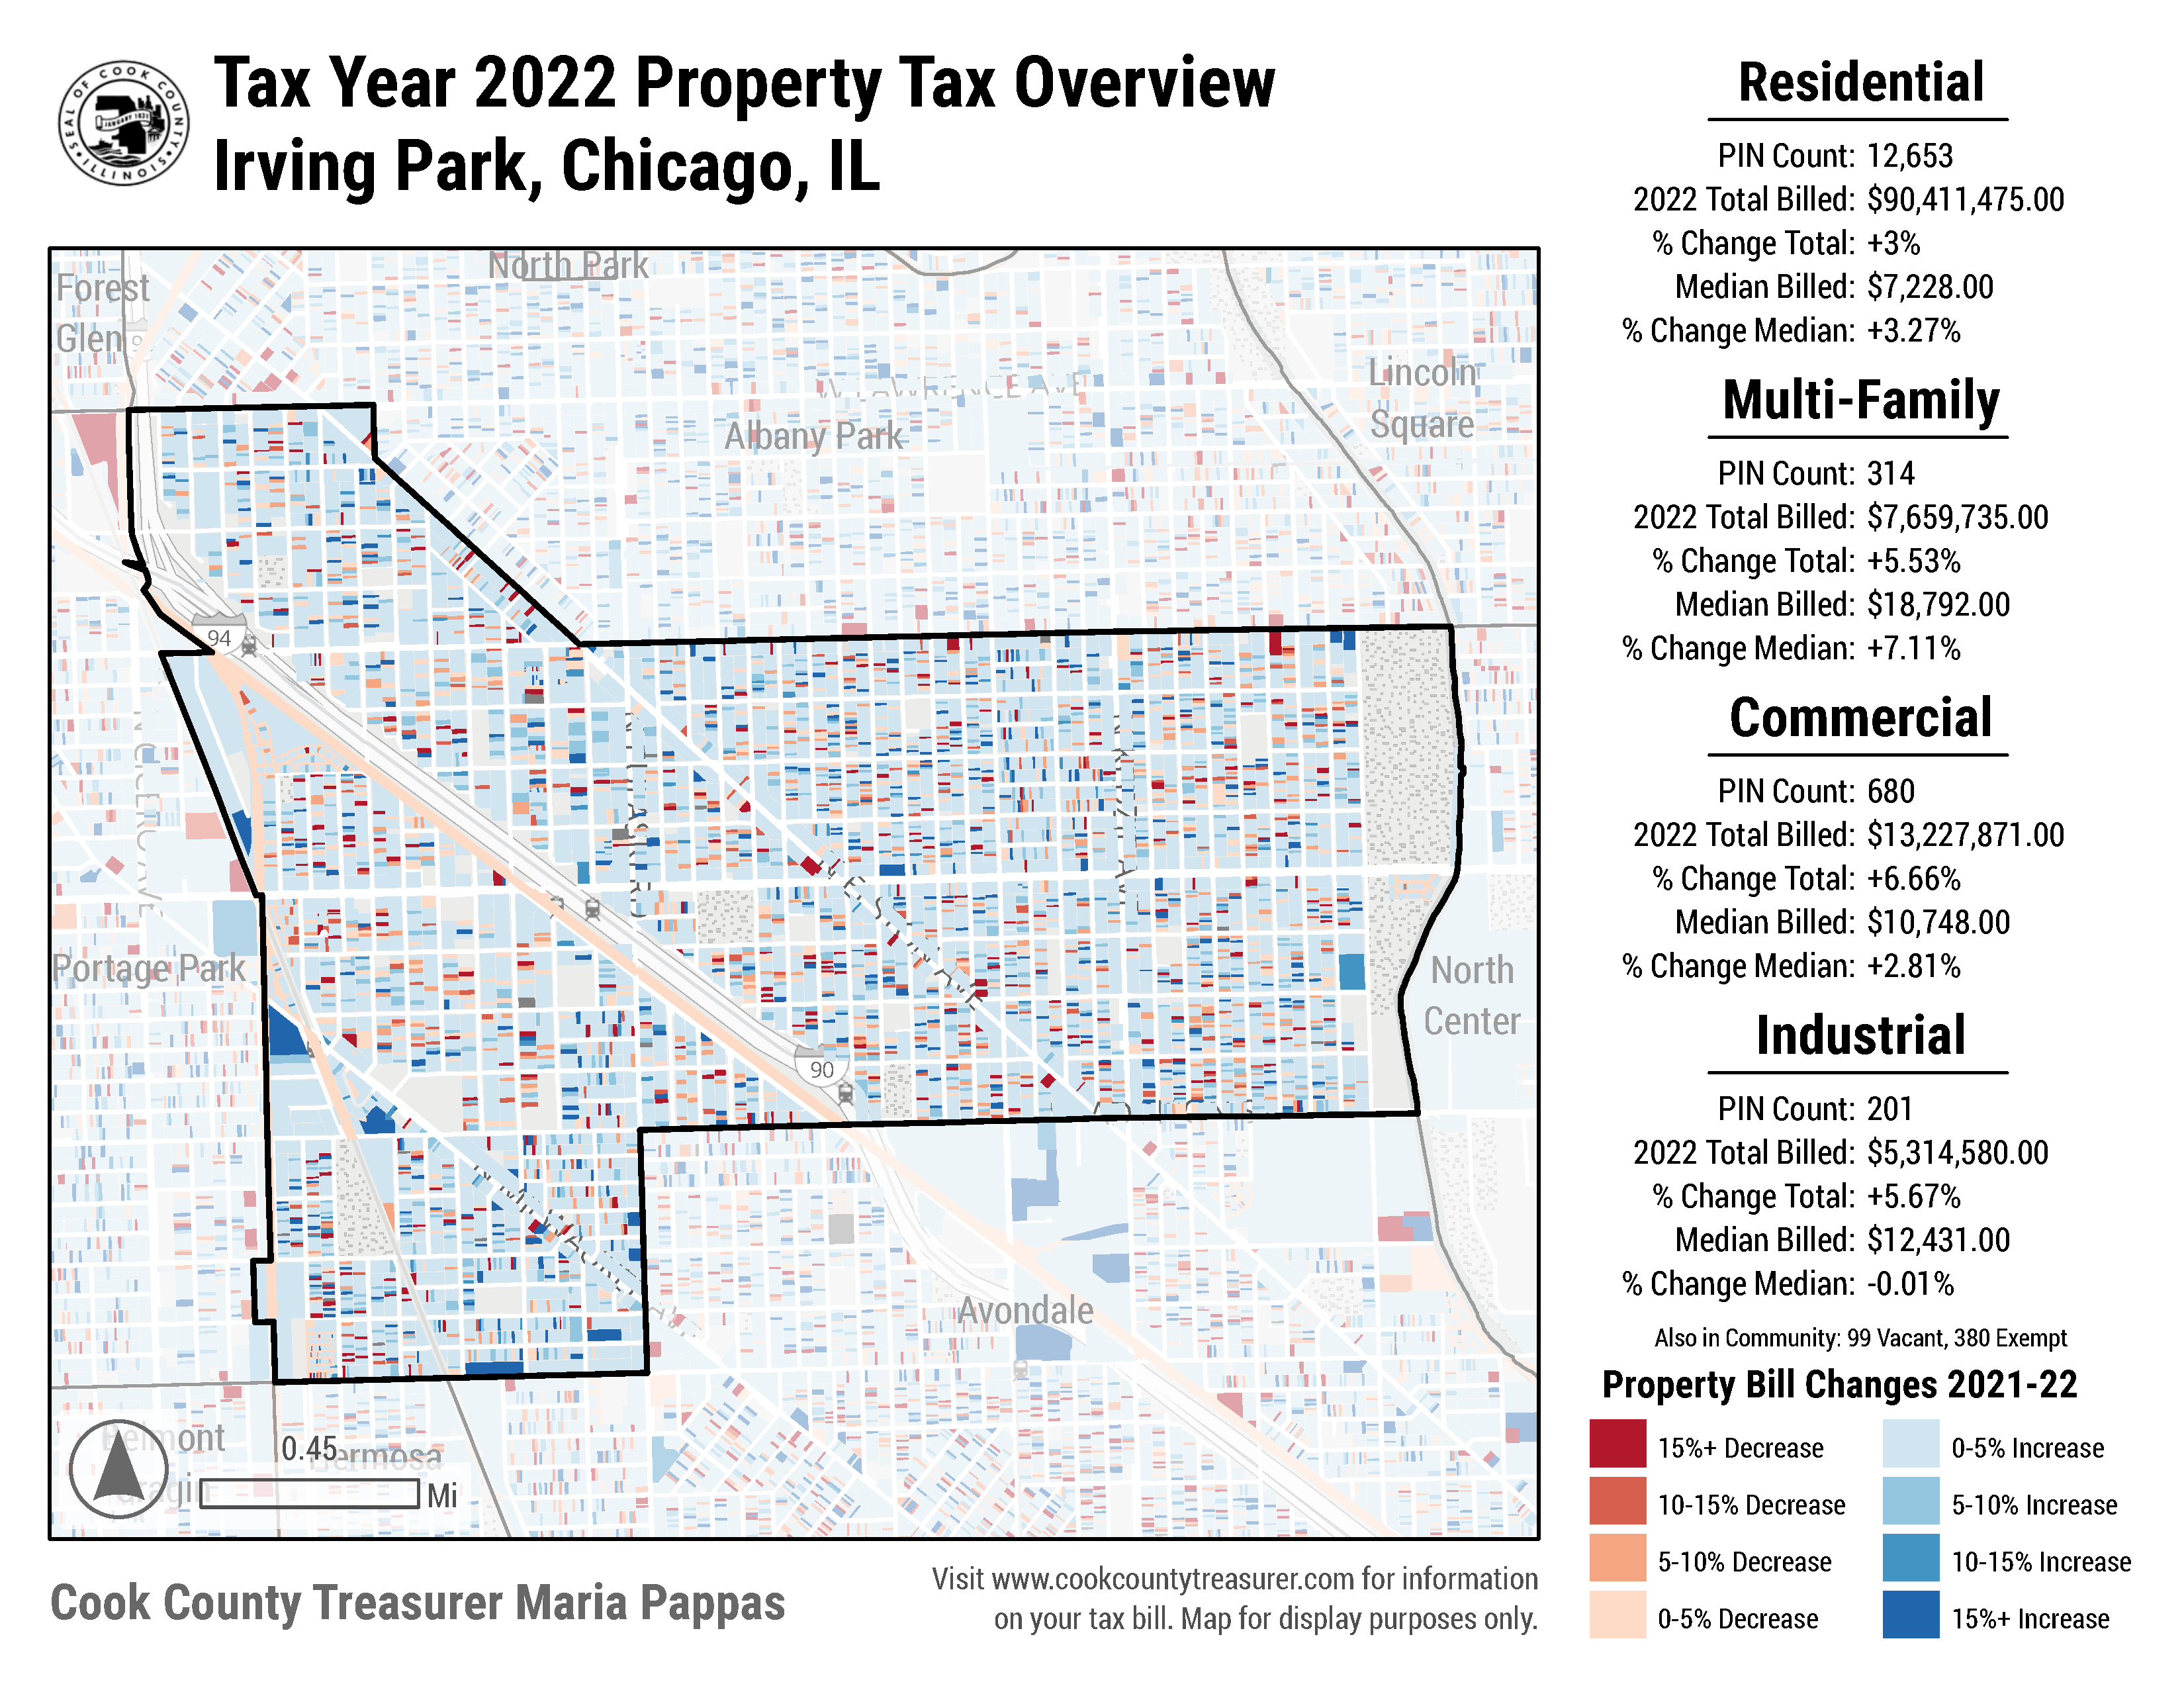 SEAL OF COOK COUNTY
ILLINOIS
JANUARY 1831
Tax Year 2022 Property Tax Overview
Irving Park, Chicago, IL
Forest
Glen
North Park
Lincoln
Square
W LAWRENCE AVE
Albany Park
94
Portage Park
North
Center
90
Avondale
0.45
Mi
Cook County Treasurer Maria Pappas
Visit www.cookcountytreasurer.com for information
on your tax bill. Map for display purposes only.
Residential
PIN Count: 12,653
2022 Total Billed: $90,411,475.00
% Change Total: +3%
Median Billed: $7,228.00
% Change Median: +3.27%
Multi-Family
PIN Count: 314
2022 Total Billed: $7,659,735.00
% Change Total: +5.53%
Median Billed: $18,792.00
% Change Median: +7.11%
Commercial
PIN Count: 680
2022 Total Billed: $13,227,871.00
% Change Total: +6.66%
Median Billed: $10,748.00
% Change Median: +2.81%
Industrial
PIN Count: 201
2022 Total Billed: $5,314,580.00
% Change Total: +5.67%
Median Billed: $12,431.00
% Change Median: -0.01%
Also in Community: 99 Vacant, 380 Exempt
Property Bill Changes 2021-22
15%+ Decrease
10-15% Decrease
5-10% Decrease
0-5% Decrease
0-5% Increase
5-10% Increase
10-15% Increase
15%+ Increase